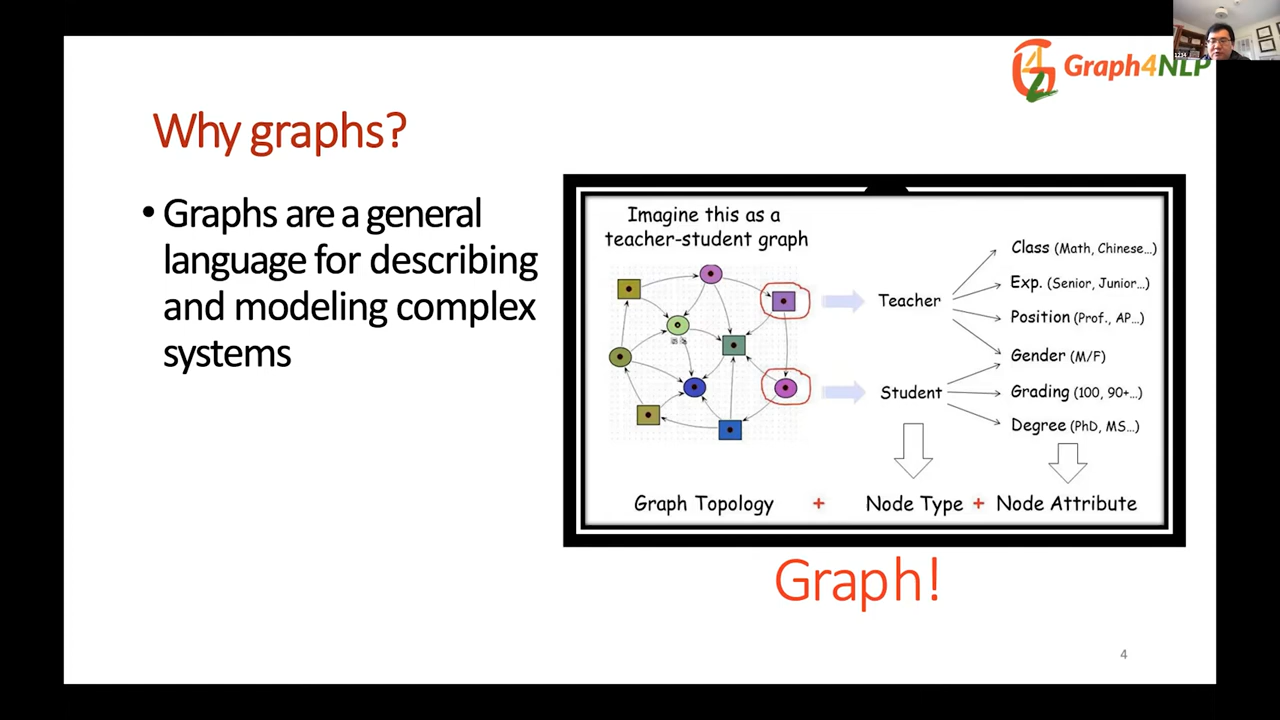 Graph4NLP
Why graphs?
• Graphs are a general
language for describing
and modeling complex
systems
Imagine this as a
teacher-student graph
Teacher
Student
Class (Math, Chinese...)
Exp. (Senior, Junior...)
Position (Prof., AP...)
Gender (M/F)
Grading (100, 90+...)
Degree (PhD, MS...)
Graph Topology + Node Type + Node Attribute
Graph!
4